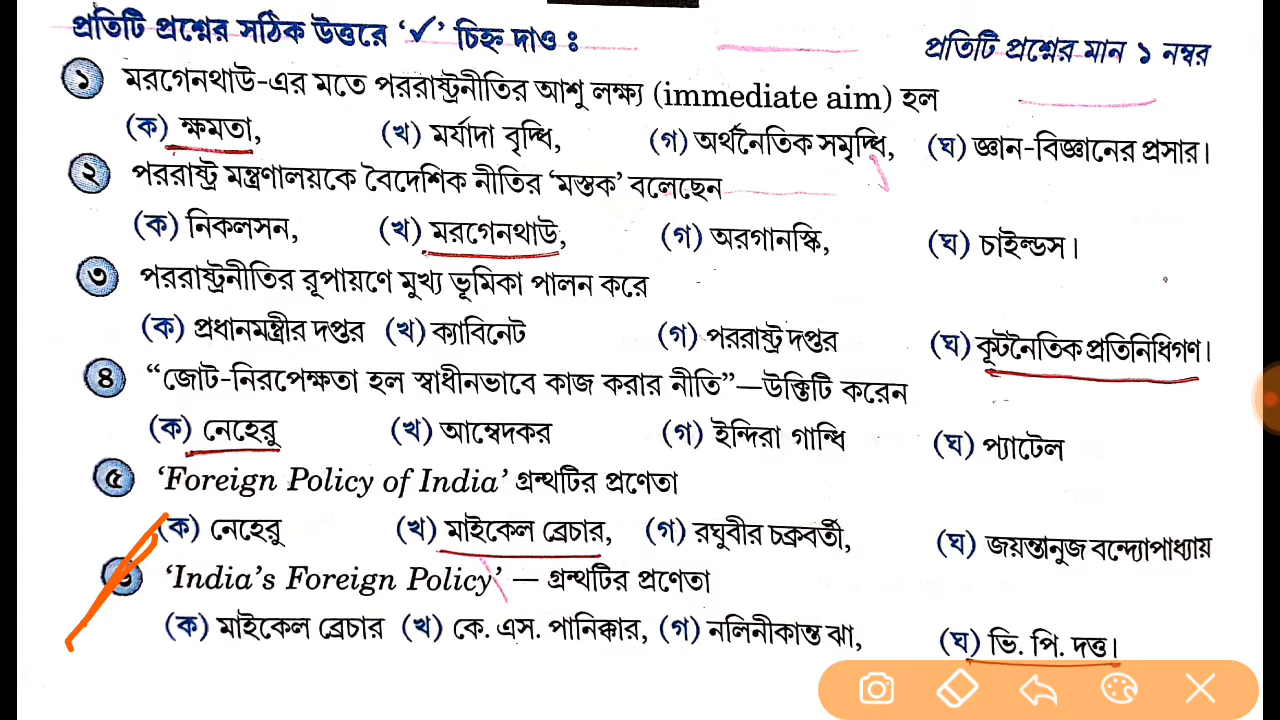 প্রতিটি প্রশ্নের সঠিক উত্তরে ‘✓’ চিহ্ন দাও :
প্রতিটি প্রশ্নের মান ১ নম্বর
১ মরগেনথাউ-এর মতে পররাষ্ট্রনীতির আশু লক্ষ্য (immediate aim) হল
(ক) ক্ষমতা, (খ) মর্যাদা বৃদ্ধি, (গ) অর্থনৈতিক সমৃদ্ধি, (ঘ) জ্ঞান-বিজ্ঞানের প্রসার।
২ পররাষ্ট্র মন্ত্রণালয়কে বৈদেশিক নীতির ‘মস্তক’ বলেছেন
(ক) নিকলসন, (খ) মরগেনথাউ, (গ) অরগানস্কি, (ঘ) চাইল্ডস।
৩ পররাষ্ট্রনীতির রূপায়ণে মুখ্য ভূমিকা পালন করে
(ক) প্রধানমন্ত্রীর দপ্তর (খ) ক্যাবিনেট (গ) পররাষ্ট্র দপ্তর (ঘ) কূটনৈতিক প্রতিনিধিগণ।
৪ “জোট-নিরপেক্ষতা হল স্বাধীনভাবে কাজ করার নীতি”—উক্তিটি করেন
(ক) নেহেরু (খ) আম্বেদকর (গ) ইন্দিরা গান্ধি (ঘ) প্যাটেল
৫ ‘Foreign Policy of India’ গ্রন্থটির প্রণেতা
(ক) নেহেরু (খ) মাইকেল ব্রেচার, (গ) রঘুবীর চক্রবর্তী, (ঘ) জয়ন্তানুজ বন্দ্যোপাধ্যায়
‘India’s Foreign Policy’ — গ্রন্থটির প্রণেতা
(ক) মাইকেল ব্রেচার (খ) কে. এস. পানিক্কার, (গ) নলিনীকান্ত ঝা, (ঘ) ভি. পি. দত্ত।